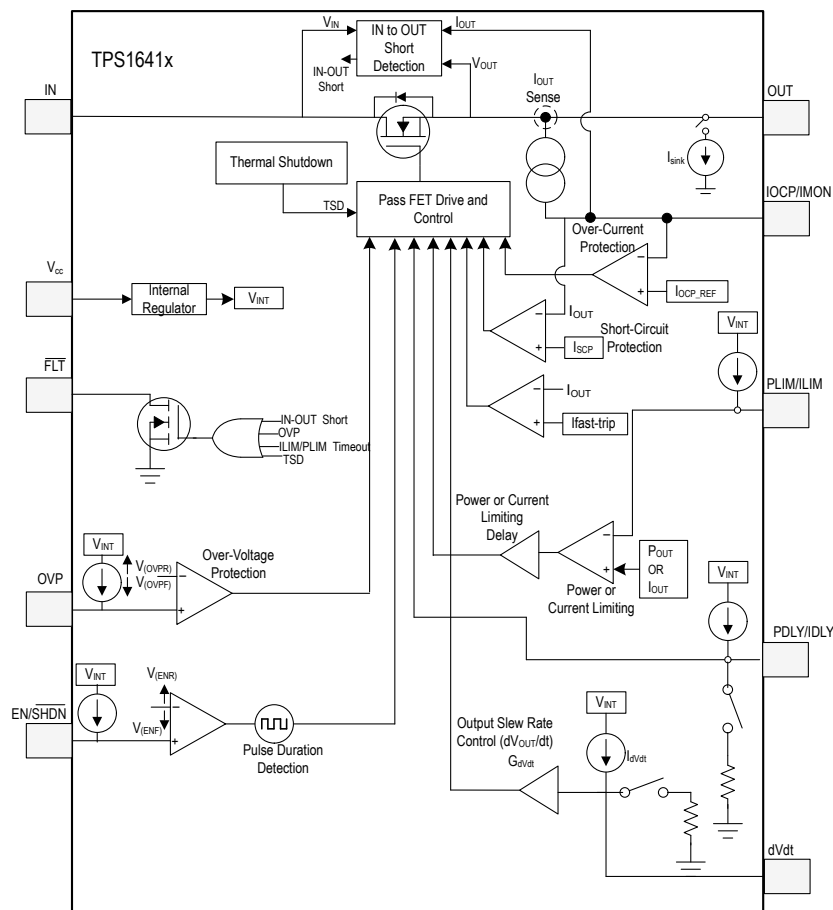 TPS1641x
V_IN
IN to OUT
Short
Detection
I_OUT
V_OUT
IN-OUT
Short
IN
I_OUT
Sense
OUT
I_sink
Thermal Shutdown
TSD
Pass FET Drive and
Control
IOCP/IMON
Over-Current
Protection
−
+
I_OCP_REF
V_cc
Internal
Regulator
V_INT
I_OUT
−
+
I_SCP
Short-Circuit
Protection
V_INT
PLIM/ILIM
FLT
IN-OUT Short
OVP
ILIM/PLIM Timeout
TSD
−
I_OUT
+
Ifast-trip
Power or Current
Limiting
Delay
−
+
P_OUT
OR
I_OUT
Power or
Current Limiting
V_INT
V_(OVPR)
V_(OVPF)
−
+
Over-Voltage
Protection
OVP
V_INT
PDLY/IDLY
V_INT
V_(ENR)
−
V_(ENF)
+
EN/SHDN
Pulse Duration
Detection
Output Slew Rate
Control (dV_OUT/dt)
G_dVdt
V_INT
I_dVdt
dVdt